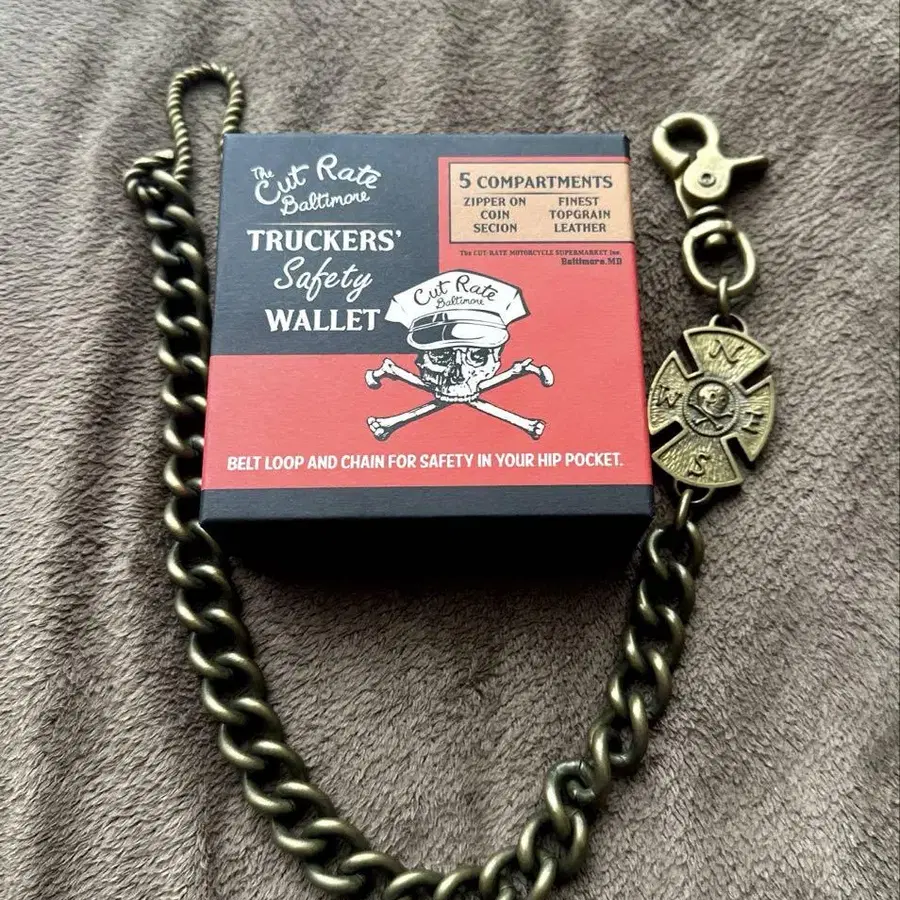 The
Cut Rate
Baltimore
TRUCKERS'
Safety
WALLET
5 COMPARTMENTS
ZIPPER ON
COIN
SECION
FINEST
TOPGRAIN
LEATHER
The CUT-RATE MOTORCYCLE SUPERMARKET Inc.
Baltimore.MD
Cut Rate
Baltimore
BELT LOOP AND CHAIN FOR SAFETY IN YOUR HIP POCKET.
N
W E
S